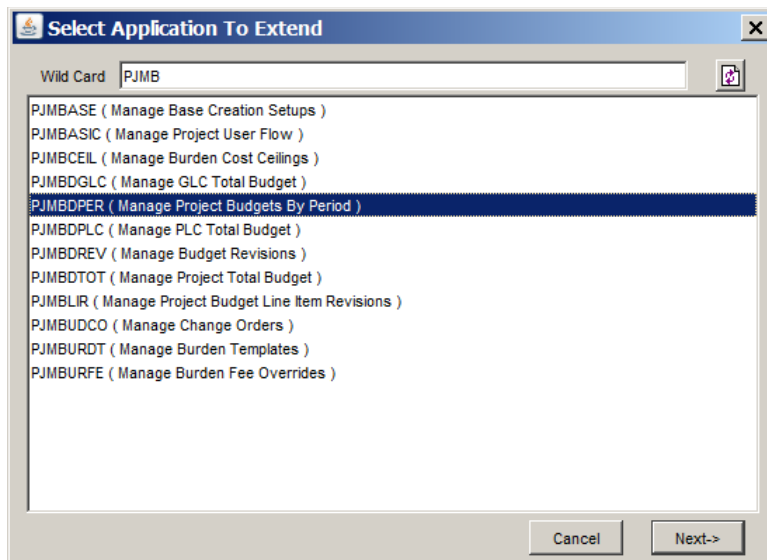 Select Application To Extend
Wild Card PJMB
PJMBASE ( Manage Base Creation Setups )
PJMBASIC ( Manage Project User Flow )
PJMBCEIL ( Manage Burden Cost Ceilings )
PJMBDGLC ( Manage GLC Total Budget )
PJMBDPER ( Manage Project Budgets By Period )
PJMBDPLC ( Manage PLC Total Budget )
PJMBDREV ( Manage Budget Revisions )
PJMBDTOT ( Manage Project Total Budget )
PJMBLIR ( Manage Project Budget Line Item Revisions )
PJMBUDCO ( Manage Change Orders )
PJMBURDT ( Manage Burden Templates )
PJMBURFE ( Manage Burden Fee Overrides )
Cancel Next->